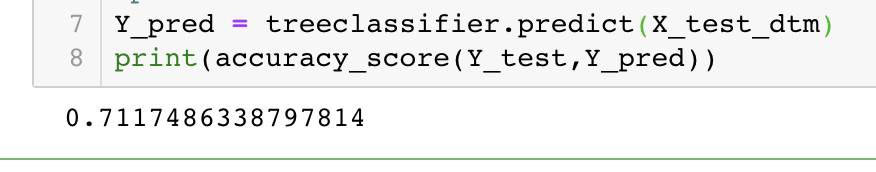 7 Y_pred = treeclassifier.predict(X_test_dtm)
8 print(accuracy_score(Y_test,Y_pred))
0.7117486338797814